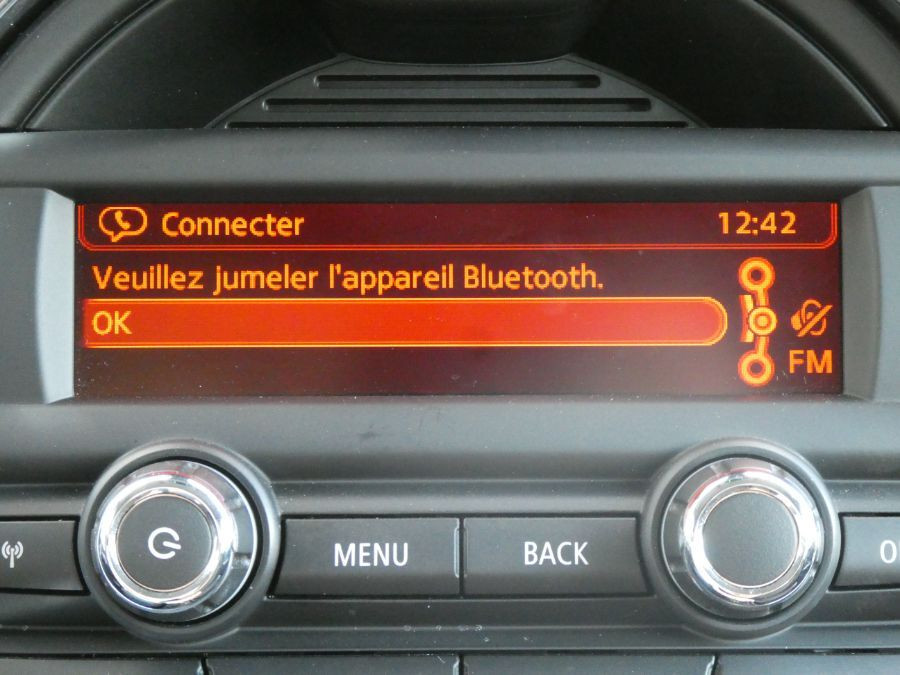 Connecter 12:42
Veuillez jumeler l'appareil Bluetooth.
OK
FM
MENU BACK